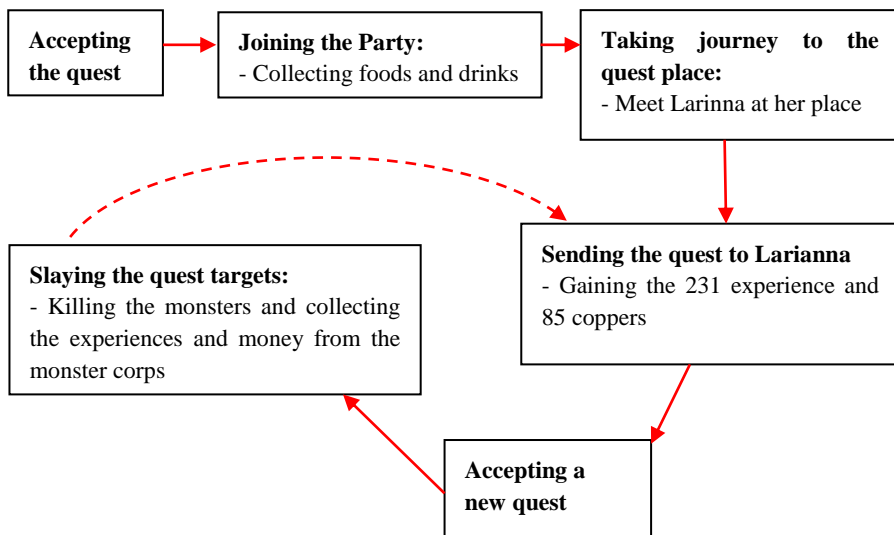 Accepting
the quest
Joining the Party:
- Collecting foods and drinks
Taking journey to the
quest place:
- Meet Larinna at her place
Sending the quest to Larianna
- Gaining the 231 experience and
85 coppers
Accepting a
new quest
Slaying the quest targets:
- Killing the monsters and collecting
the experiences and money from the
monster corps